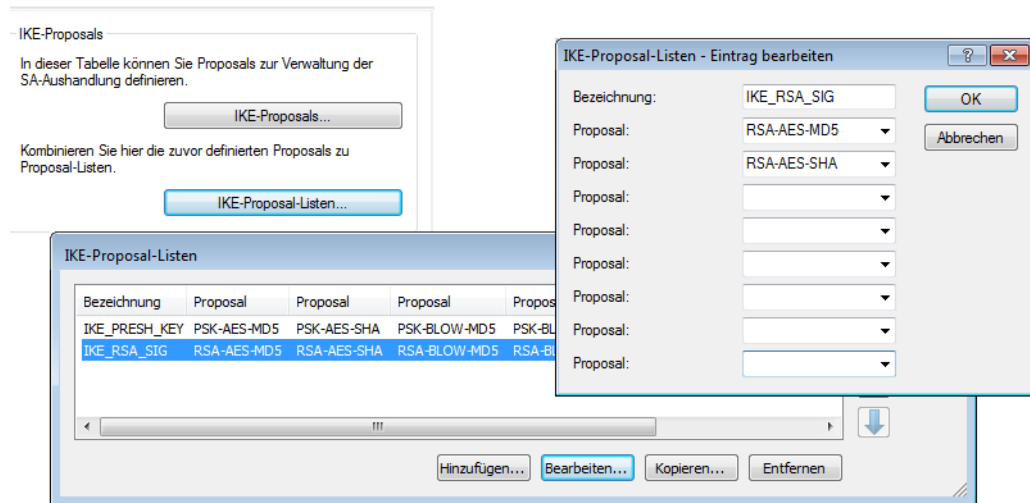 IKE-Proposals
In dieser Tabelle können Sie Proposals zur Verwaltung der
SA-Aushandlung definieren.
IKE-Proposals...
Kombinieren Sie hier die zuvor definierten Proposals zu
Proposal-Listen.
IKE-Proposal-Listen...
IKE-Proposal-Listen - Eintrag bearbeiten
Bezeichnung: IKE_RSA_SIG OK
Proposal: RSA-AES-MD5 Abbrechen
Proposal: RSA-AES-SHA
Proposal:
Proposal:
Proposal:
Proposal:
Proposal:
Proposal:
IKE-Proposal-Listen
Bezeichnung Proposal Proposal Proposal
IKE_PRESH_KEY PSK-AES-MD5 PSK-AES-SHA PSK-BLOW-MD5
IKE_RSA_SIG RSA-AES-MD5 RSA-AES-SHA RSA-BLOW-MD5
Hinzufügen... Bearbeiten... Kopieren... Entfernen